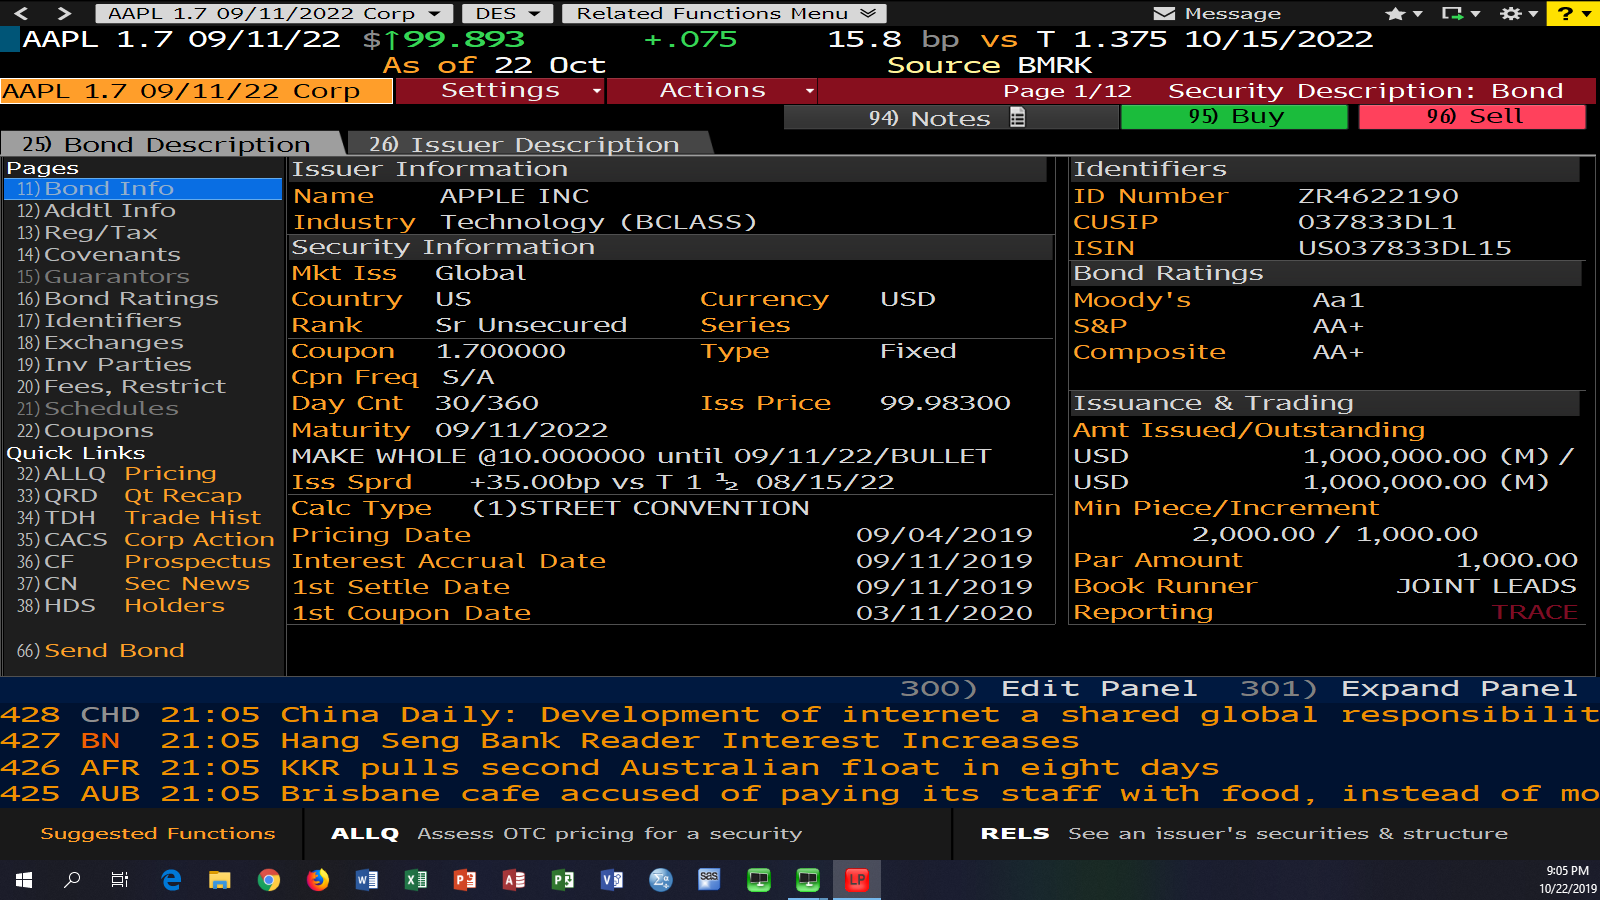 < > AAPL 1.7 09/11/2022 Corp DES Related Functions Menu Message ?
AAPL 1.7 09/11/2022 $↑99.893 +.075 15.8 bp vs T 1.375 10/15/2022
As of 22 Oct Source BMRK
AAPL 1.7 09/11/22 Corp Settings Actions Page 1/12 Security Description: Bond
94) Notes 95) Buy 96) Sell
25) Bond Description 26) Issuer Description
Pages
11) Bond Info
12) Addtl Info
13) Reg/Tax
14) Covenants
15) Guarantors
16) Bond Ratings
17) Identifiers
18) Exchanges
19) Inv Parties
20) Fees, Restrict
21) Schedules
22) Coupons
Quick Links
32) ALLQ Pricing
33) QRD Qt Recap
34) TDH Trade Hist
35) CACS Corp Action
36) CF Prospectus
37) CN Sec News
38) HDS Holders
66) Send Bond
Issuer Information
Name APPLE INC
Industry Technology (BCLASS)
Security Information
Mkt Iss Global
Country US Currency USD
Rank Sr Unsecured Series
Coupon 1.700000 Type Fixed
Cpn Freq S/A
Day Cnt 30/360 Iss Price 99.98300
Maturity 09/11/2022
MAKE WHOLE @10.000000 until 09/11/22/BULLET
Iss Sprd +35.00bp vs T 1 ½ 08/15/22
Calc Type (1)STREET CONVENTION
Pricing Date 09/04/2019
Interest Accrual Date 09/11/2019
1st Settle Date 09/11/2019
1st Coupon Date 03/11/2020
Identifiers
ID Number ZR4622190
CUSIP 037833DL1
ISIN US037833DL15
Bond Ratings
Moody's Aa1
S&P AA+
Composite AA+
Issuance & Trading
Amt Issued/Outstanding
USD 1,000,000.00 (M) /
USD 1,000,000.00 (M)
Min Piece/Increment
2,000.00 / 1,000.00
Par Amount 1,000.00
Book Runner JOINT LEADS
Reporting TRACE
300) Edit Panel 301) Expand Panel
428 CHD 21:05 China Daily: Development of internet a shared global responsibilit
427 BN 21:05 Hang Seng Bank Reader Interest Increases
426 AFR 21:05 KKR pulls second Australian float in eight days
425 AUB 21:05 Brisbane cafe accused of paying its staff with food, instead of mo
Suggested Functions ALLQ Assess OTC pricing for a security RELS See an issuer's securities & structure
9:05 PM
10/22/2019